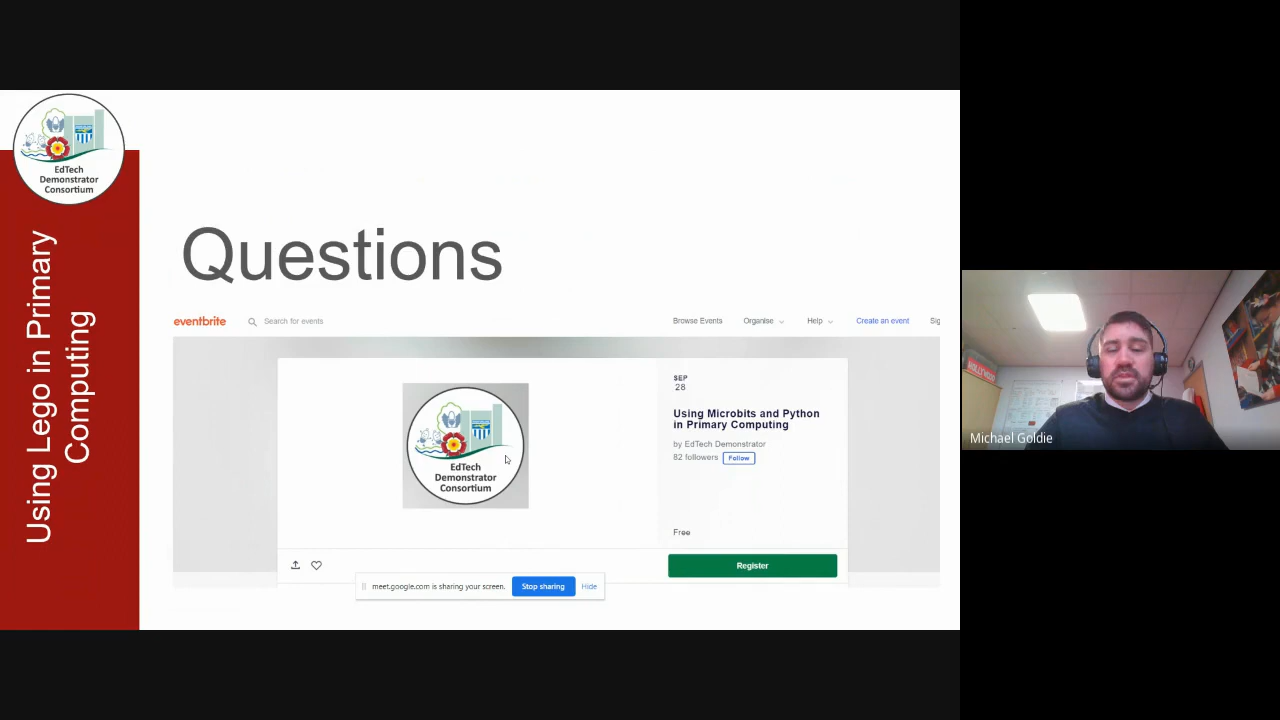 EdTech
Demonstrator
Consortium
Using Lego in Primary
Computing
Questions
eventbrite
Search for events
Browse Events
Organise
Help
Create an event
Sig
EdTech
Demonstrator
Consortium
SEP
28
Using Microbits and Python
in Primary Computing
by EdTech Demonstrator
82 followers
Follow
Free
Register
meet.google.com is sharing your screen.
Stop sharing
Hide
HOLLYWOOD
Michael Goldie